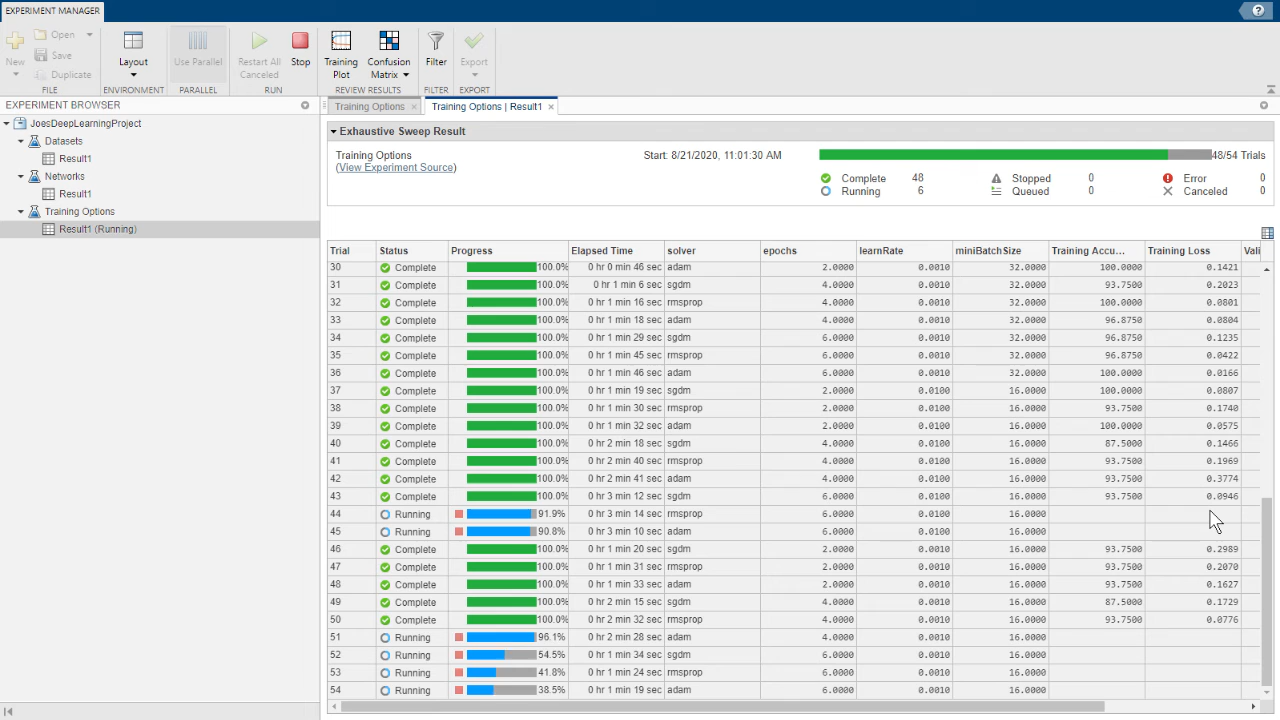 EXPERIMENT MANAGER
?
New Open Save Duplicate Layout Use Parallel Restart All Canceled Stop Training Plot Confusion Matrix Filter Export
FILE ENVIRONMENT PARALLEL RUN REVIEW RESULTS FILTER EXPORT
EXPERIMENT BROWSER
JoesDeepLearningProject
Datasets
Result1
Networks
Result1
Training Options
Result1 (Running)
Training Options × Training Options | Result1 ×
Exhaustive Sweep Result
Training Options Start: 8/21/2020, 11:01:30 AM 48/54 Trials
(View Experiment Source)
Complete 48 Stopped 0 Error 0
Running 6 Queued 0 Canceled 0
Trial Status Progress Elapsed Time solver epochs learnRate miniBatchSize Training Accu... Training Loss Vali
30 Complete 100.0% 0 hr 0 min 46 sec adam 2.0000 0.0010 32.0000 100.0000 0.1421
31 Complete 100.0% 0 hr 1 min 6 sec sgdm 4.0000 0.0010 32.0000 93.7500 0.2023
32 Complete 100.0% 0 hr 1 min 16 sec rmsprop 4.0000 0.0010 32.0000 100.0000 0.0801
33 Complete 100.0% 0 hr 1 min 18 sec adam 4.0000 0.0010 32.0000 96.8750 0.0804
34 Complete 100.0% 0 hr 1 min 29 sec sgdm 6.0000 0.0010 32.0000 96.8750 0.1235
35 Complete 100.0% 0 hr 1 min 45 sec rmsprop 6.0000 0.0010 32.0000 96.8750 0.0422
36 Complete 100.0% 0 hr 1 min 46 sec adam 6.0000 0.0010 32.0000 100.0000 0.0166
37 Complete 100.0% 0 hr 1 min 19 sec sgdm 2.0000 0.0100 16.0000 100.0000 0.0807
38 Complete 100.0% 0 hr 1 min 30 sec rmsprop 2.0000 0.0100 16.0000 93.7500 0.1740
39 Complete 100.0% 0 hr 1 min 32 sec adam 2.0000 0.0100 16.0000 100.0000 0.0575
40 Complete 100.0% 0 hr 2 min 18 sec sgdm 4.0000 0.0100 16.0000 87.5000 0.1466
41 Complete 100.0% 0 hr 2 min 40 sec rmsprop 4.0000 0.0100 16.0000 93.7500 0.1969
42 Complete 100.0% 0 hr 2 min 41 sec adam 4.0000 0.0100 16.0000 93.7500 0.3774
43 Complete 100.0% 0 hr 3 min 12 sec sgdm 6.0000 0.0100 16.0000 93.7500 0.0946
44 Running 91.9% 0 hr 3 min 14 sec rmsprop 6.0000 0.0100 16.0000
45 Running 90.8% 0 hr 3 min 10 sec adam 6.0000 0.0100 16.0000
46 Complete 100.0% 0 hr 1 min 20 sec sgdm 2.0000 0.0010 16.0000 93.7500 0.2989
47 Complete 100.0% 0 hr 1 min 31 sec rmsprop 2.0000 0.0010 16.0000 93.7500 0.2070
48 Complete 100.0% 0 hr 1 min 33 sec adam 2.0000 0.0010 16.0000 93.7500 0.1627
49 Complete 100.0% 0 hr 2 min 15 sec sgdm 4.0000 0.0010 16.0000 87.5000 0.1729
50 Complete 100.0% 0 hr 2 min 32 sec rmsprop 4.0000 0.0010 16.0000 93.7500 0.0776
51 Running 96.1% 0 hr 2 min 28 sec adam 4.0000 0.0010 16.0000
52 Running 54.5% 0 hr 1 min 34 sec sgdm 6.0000 0.0010 16.0000
53 Running 41.8% 0 hr 1 min 24 sec rmsprop 6.0000 0.0010 16.0000
54 Running 38.5% 0 hr 1 min 19 sec adam 6.0000 0.0010 16.0000